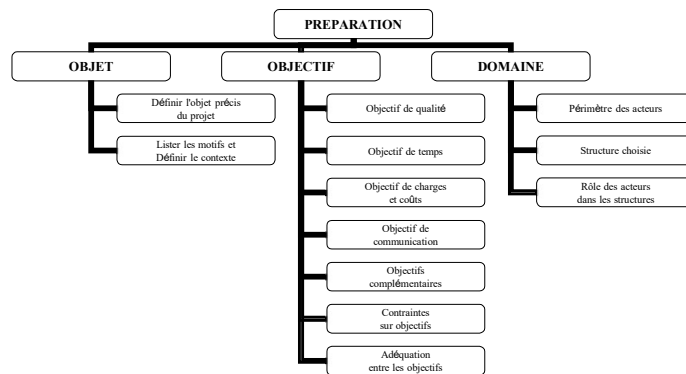 PREPARATION
OBJET
Définir l'objet précis
du projet
Lister les motifs et
Définir le contexte
OBJECTIF
Objectif de qualité
Objectif de temps
Objectif de charges
et coûts
Objectif de
communication
Objectifs
complémentaires
Contraintes
sur objectifs
Adéquation
entre les objectifs
DOMAINE
Périmètre des acteurs
Structure choisie
Rôle des acteurs
dans les structures